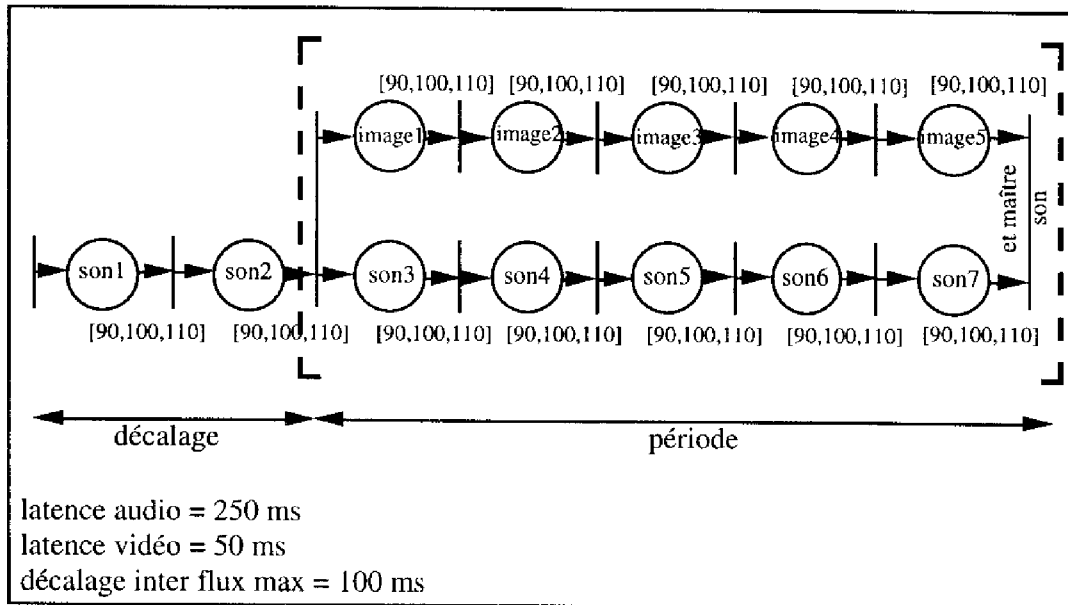 [90,100,110] [90,100,110] [90,100,110] [90,100,110] [90,100,110]
image1 image2 image3 image4 image5
et maître
son
son1 son2 son3 son4 son5 son6 son7
[90,100,110] [90,100,110] [90,100,110] [90,100,110] [90,100,110] [90,100,110] [90,100,110]
décalage période
latence audio = 250 ms
latence vidéo = 50 ms
décalage inter flux max = 100 ms